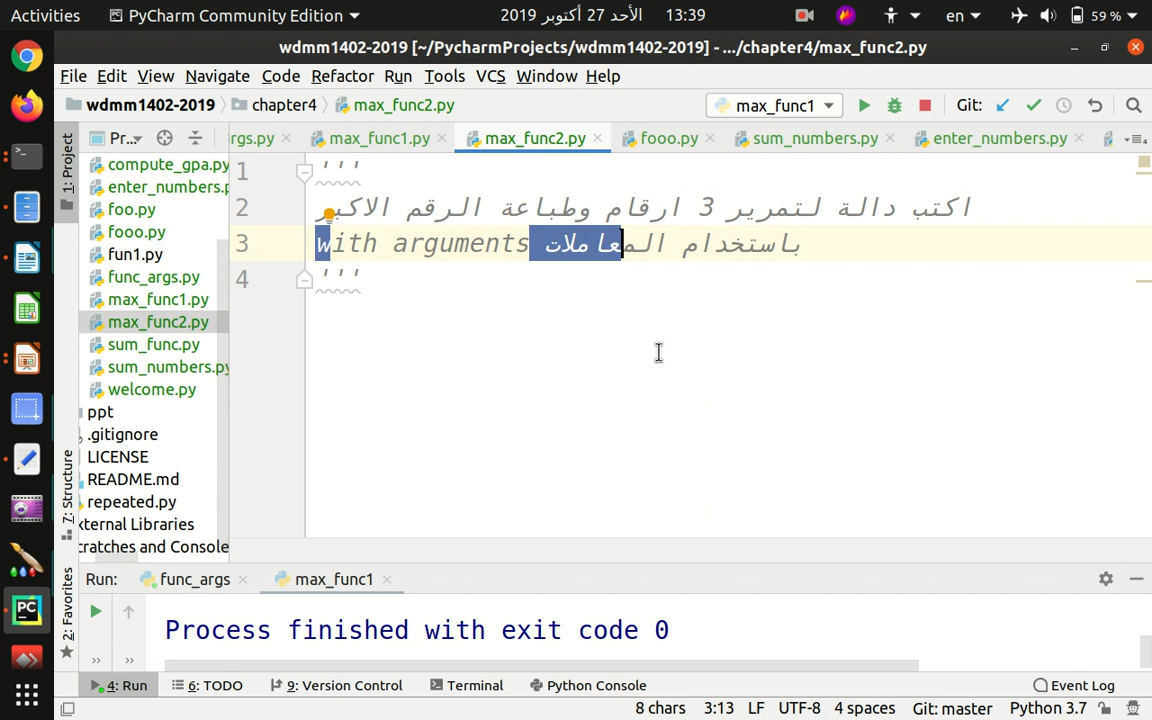 Activities
PyCharm Community Edition
الأحد 27 أكتوبر 2019 13:39
en
59 %
wdmm1402-2019 [~/PycharmProjects/wdmm1402-2019] - .../chapter4/max_func2.py
File Edit View Navigate Code Refactor Run Tools VCS Window Help
wdmm1402-2019 chapter4 max_func2.py
max_func1
Git:
1: Project
Pr...
rgs.py max_func1.py max_func2.py fooo.py sum_numbers.py enter_numbers.py
compute_gpa.py
enter_numbers.p
foo.py
fooo.py
fun1.py
func_args.py
max_func1.py
max_func2.py
sum_func.py
sum_numbers.py
welcome.py
ppt
.gitignore
LICENSE
README.md
repeated.py
xternal Libraries
cratches and Console
7: Structure
2: Favorites
1 '''
2 اكتب دالة لتمرير 3 ارقام وطباعة الرقم الاكبر
3 with arguments باستخدام المعاملات
4 '''
Run: func_args max_func1
Process finished with exit code 0
4: Run 6: TODO 9: Version Control Terminal Python Console Event Log
8 chars 3:13 LF UTF-8 4 spaces Git: master Python 3.7